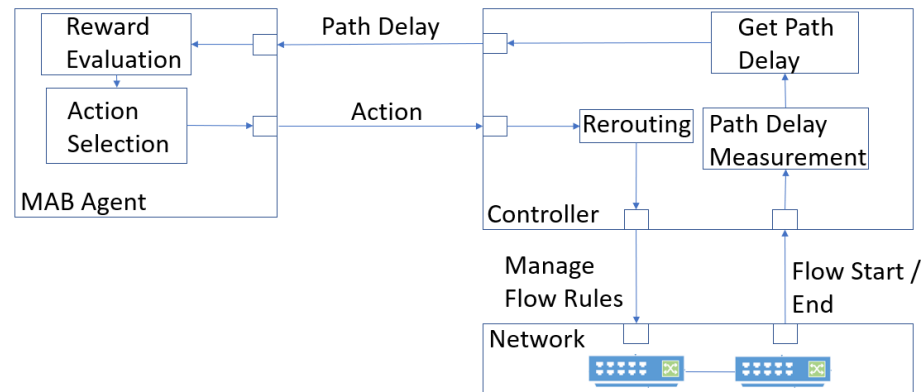 Reward
Evaluation
Action
Selection
MAB Agent
Path Delay
Action
Get Path
Delay
Rerouting
Path Delay
Measurement
Controller
Manage
Flow Rules
Flow Start /
End
Network